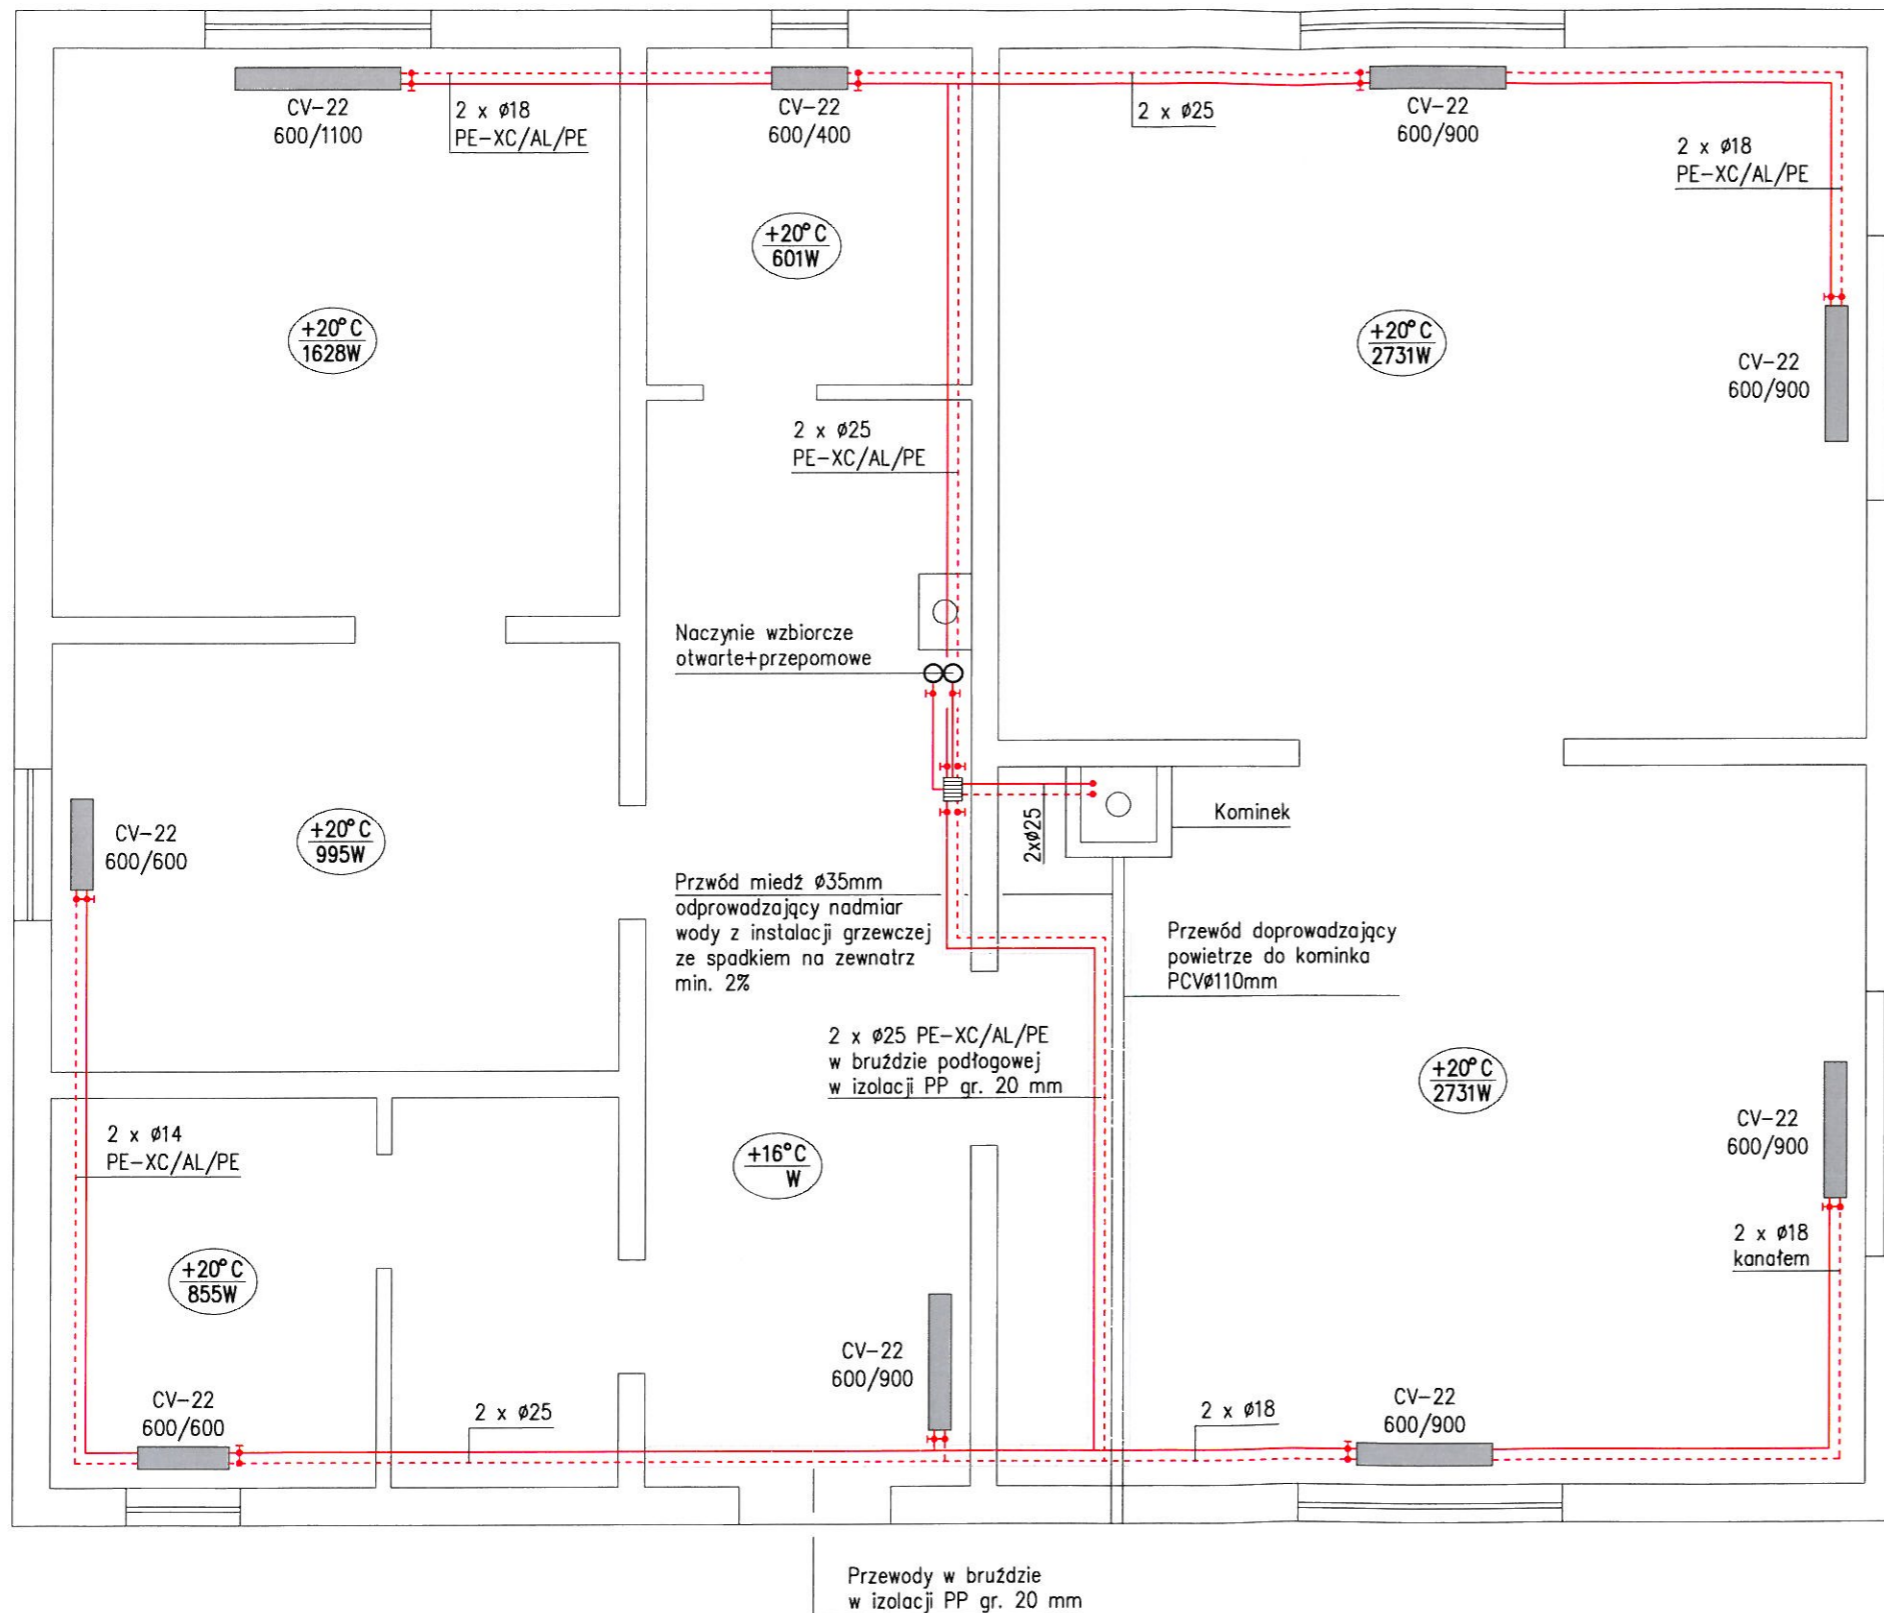 CV-22
600/1100
2 x ø18
PE-XC/AL/PE
CV-22
600/400
2 x ø25
CV-22
600/900
2 x ø18
PE-XC/AL/PE
+20°C
601W
+20°C
1628W
+20°C
2731W
CV-22
600/900
2 x ø25
PE-XC/AL/PE
Naczynie wzbiorcze
otwarte+przepomowe
CV-22
600/600
+20°C
995W
2xø25
Kominek
Przwód miedź ø35mm
odprowadzający nadmiar
wody z instalacji grzewczej
ze spadkiem na zewnatrz
min. 2%
Przewód doprowadzający
powietrze do kominka
PCVø110mm
2 x ø25 PE-XC/AL/PE
w bruździe podłogowej
w izolacji PP gr. 20 mm
+20°C
2731W
CV-22
600/900
2 x ø14
PE-XC/AL/PE
+16°C
W
2 x ø18
kanałem
+20°C
855W
CV-22
600/900
CV-22
600/600
2 x ø25
2 x ø18
CV-22
600/900
Przewody w bruździe
w izolacji PP gr. 20 mm